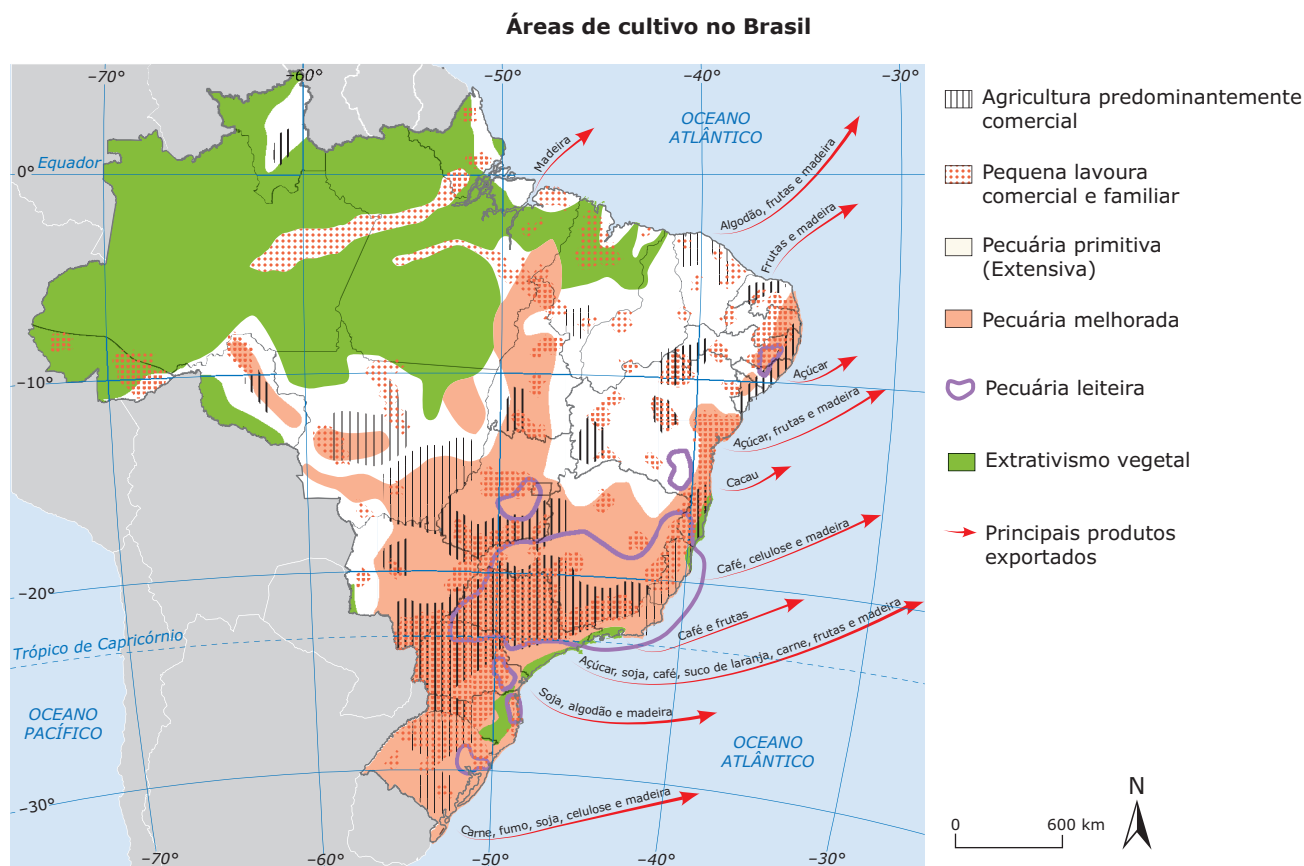 Áreas de cultivo no Brasil
–70°
–60°
–50°
–40°
–30°
OCEANO
ATLÂNTICO
Equador
0°
Madeira
Algodão, frutas e madeira
Frutas e madeira
–10°
Açúcar
Açúcar, frutas e madeira
Cacau
Café, celulose e madeira
–20°
Café e frutas
Trópico de Capricórnio
Açúcar, soja, café, suco de laranja, carne, frutas e madeira
Soja, algodão e madeira
OCEANO
PACÍFICO
OCEANO
ATLÂNTICO
–30°
Carne, fumo, soja, celulose e madeira
–70°
–60°
–50°
–40°
–30°
Agricultura predominantemente
comercial
Pequena lavoura
comercial e familiar
Pecuária primitiva
(Extensiva)
Pecuária melhorada
Pecuária leiteira
Extrativismo vegetal
Principais produtos
exportados
N
0 600 km